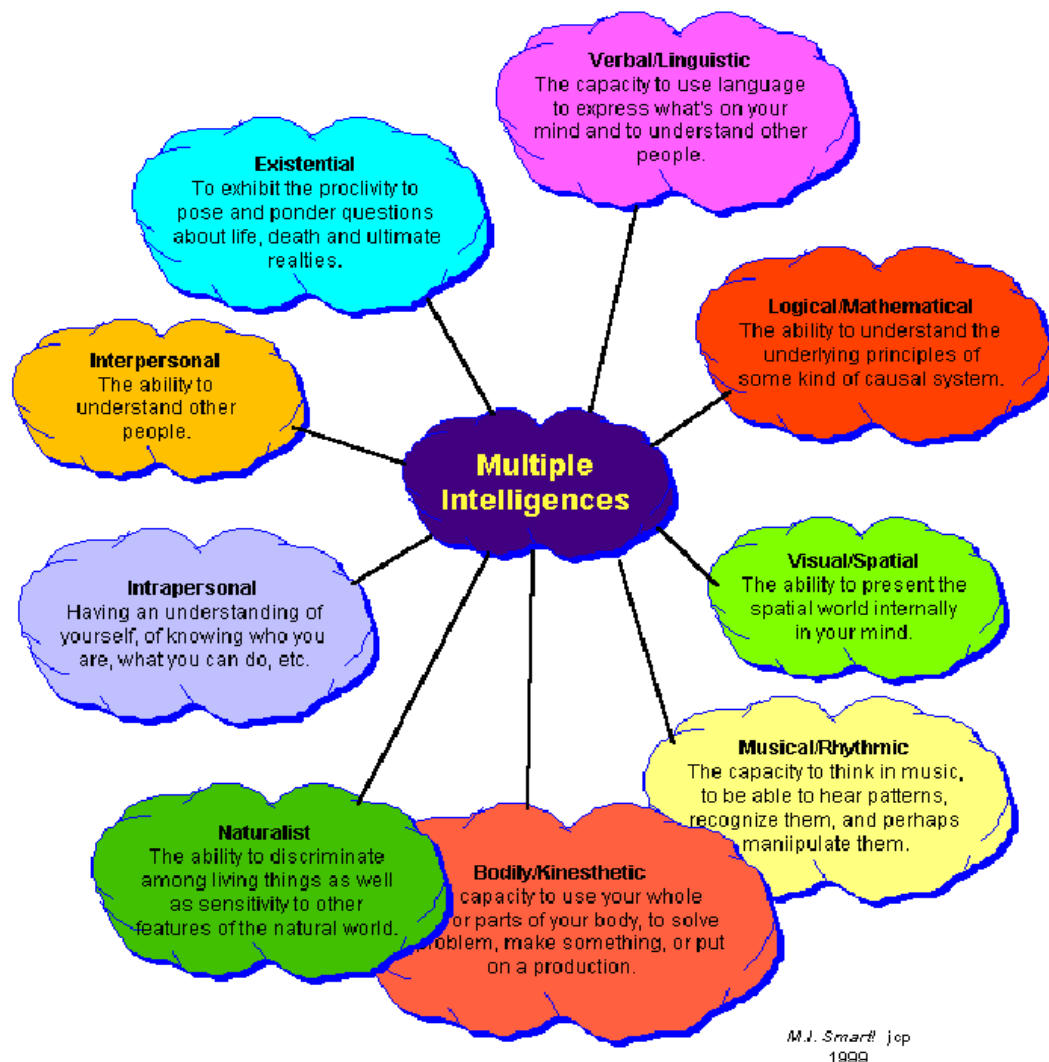 Verbal/Linguistic
The capacity to use language
to express what's on your
mind and to understand other
people.
Existential
To exhibit the proclivity to
pose and ponder questions
about life, death and ultimate
realties.
Logical/Mathematical
The ability to understand the
underlying principles of
some kind of causal system.
Interpersonal
The ability to
understand other
people.
Multiple
Intelligences
Visual/Spatial
The ability to present the
spatial world internally
in your mind.
Intrapersonal
Having an understanding of
yourself, of knowing who you
are, what you can do, etc.
Musical/Rhythmic
The capacity to think in music,
to be able to hear patterns,
recognize them, and perhaps
maniipulate them.
Naturalist
The ability to discriminate
among living things as well
as sensitivity to other
features of the natural world.
Bodily/Kinesthetic
capacity to use your whole
or parts of your body, to solve
problem, make something, or put
on a production.
M.I. Smart! jcp
1999